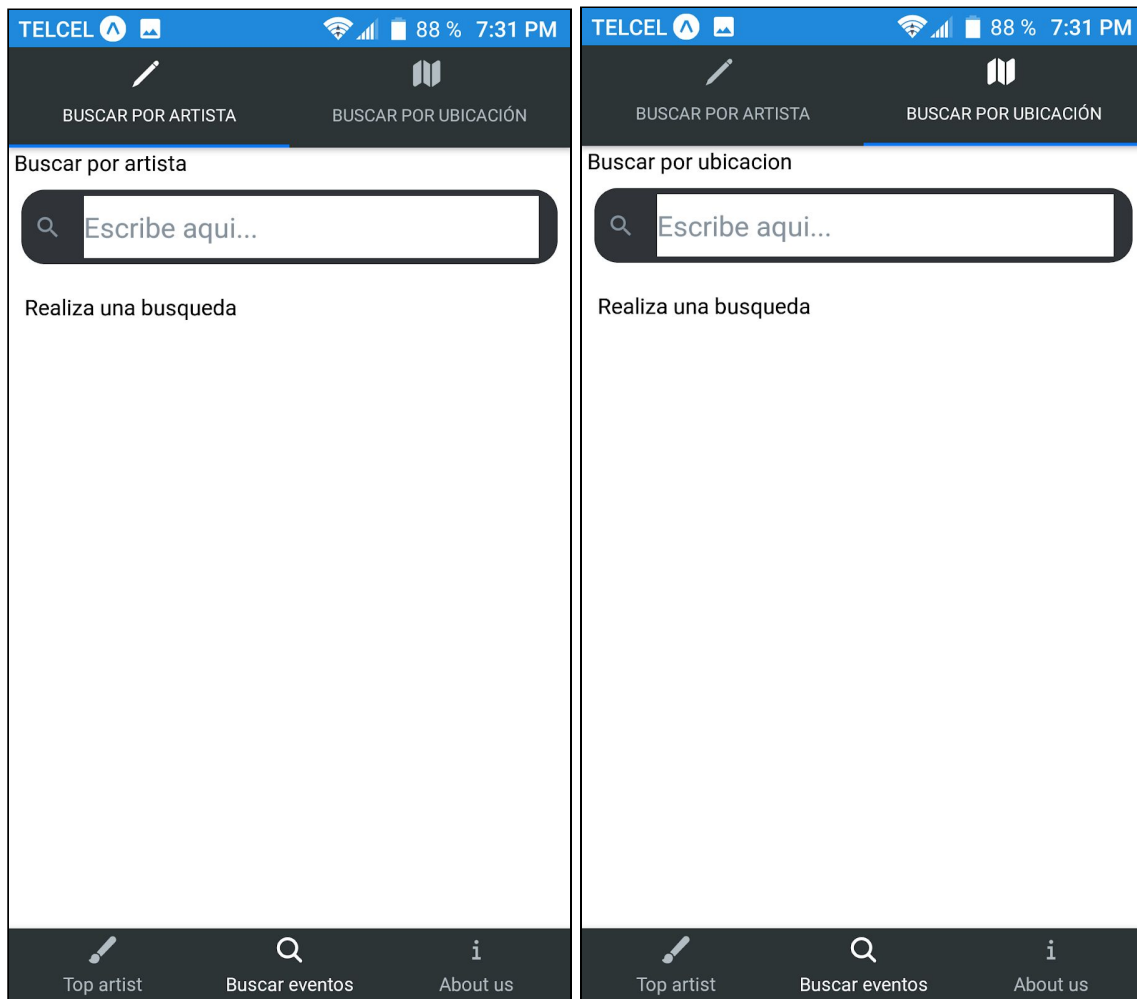 TELCEL 88 % 7:31 PM
BUSCAR POR ARTISTA BUSCAR POR UBICACIÓN
Buscar por artista
Escribe aqui...
Realiza una busqueda
Top artist Buscar eventos About us
TELCEL 88 % 7:31 PM
BUSCAR POR ARTISTA BUSCAR POR UBICACIÓN
Buscar por ubicacion
Escribe aqui...
Realiza una busqueda
Top artist Buscar eventos About us